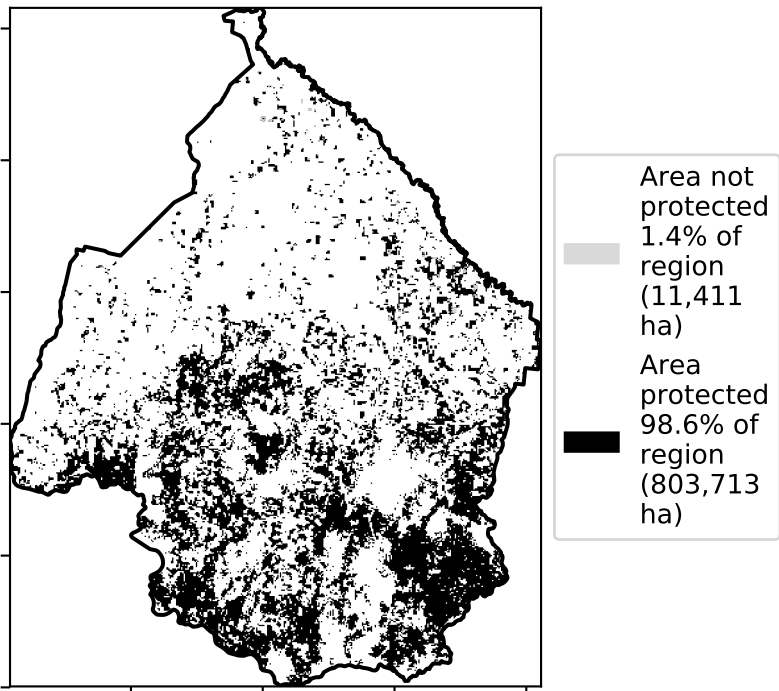 Area not
protected
1.4% of
region
(11,411
ha)
Area
protected
98.6% of
region
(803,713
ha)